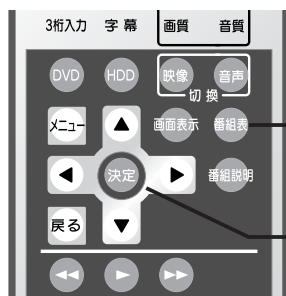 3桁入力 字幕 画質 音質
DVD HDD 映像 音声
切換
メニュー 画面表示 番組表
決定 番組説明
戻る